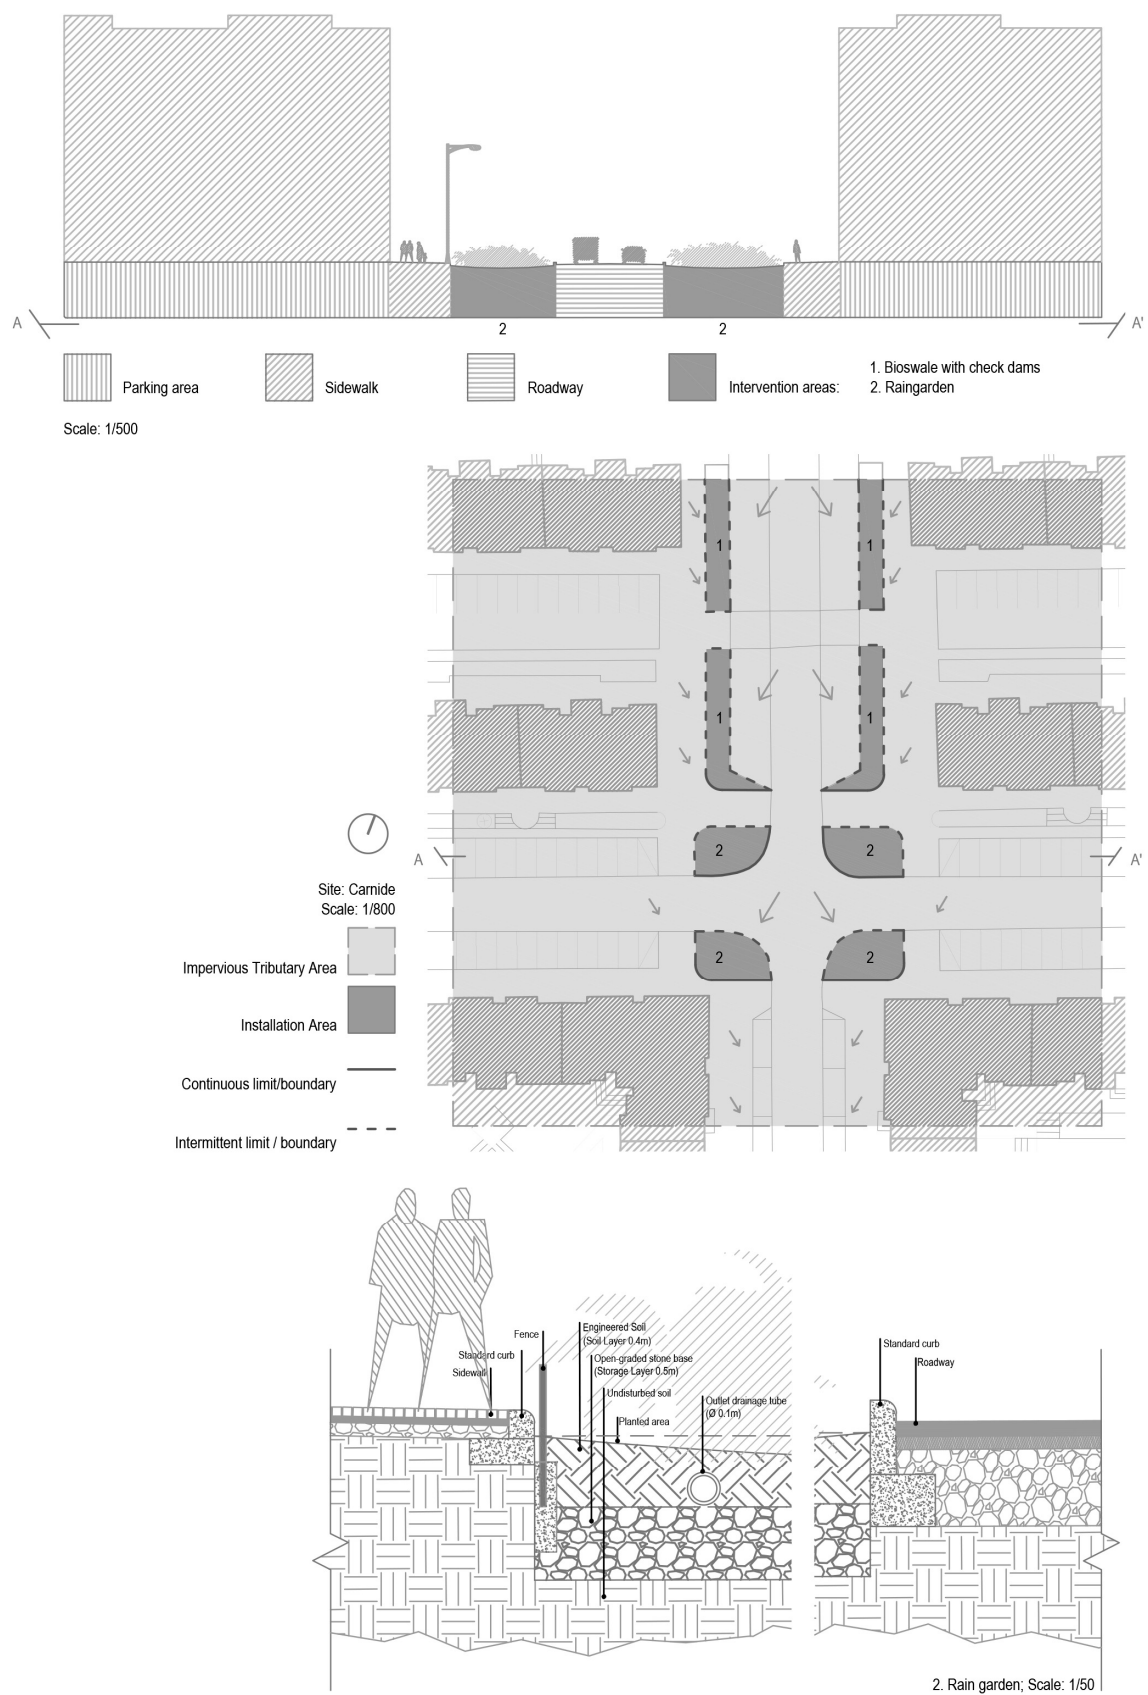 A
A'
2
2
Parking area
Sidewalk
Roadway
Intervention areas:
1. Bioswale with check dams
2. Raingarden
Scale: 1/500
1
1
1
1
2
2
A
A'
Site: Carnide
Scale: 1/800
Impervious Tributary Area
2
2
Installation Area
Continuous limit/boundary
Intermittent limit / boundary
Fence
Engineered Soil
(Soil Layer 0.4m)
Standard curb
Sidewalk
Open-graded stone base
(Storage Layer 0.5m)
Undisturbed soil
Planted area
Outlet drainage tube
(Ø 0.1m)
Standard curb
Roadway
2. Rain garden; Scale: 1/50